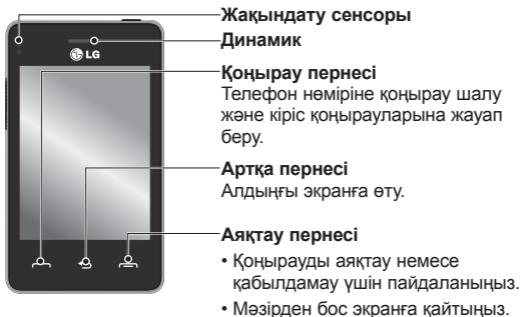 Жақындату сенсоры
Динамик
LG
Қоңырау пернесі
Телефон нөміріне қоңырау шалу
және кіріс қоңырауларына жауап
беру.
Артқа пернесі
Алдыңғы экранға өту.
Аяқтау пернесі
• Қоңырауды аяқтау немесе
қабылдамау үшін пайдаланыңыз.
• Мәзірден бос экранға қайтыңыз.